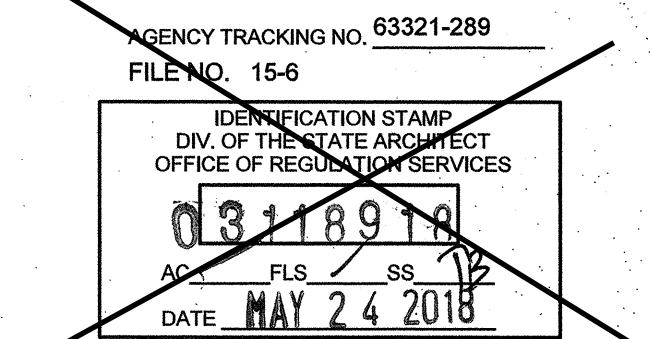 AGENCY TRACKING NO. 63321-289
FILE NO. 15-6
IDENTIFICATION STAMP
DIV. OF THE STATE ARCHITECT
OFFICE OF REGULATION SERVICES
03118918
AC FLS SS
DATE MAY 24 2018